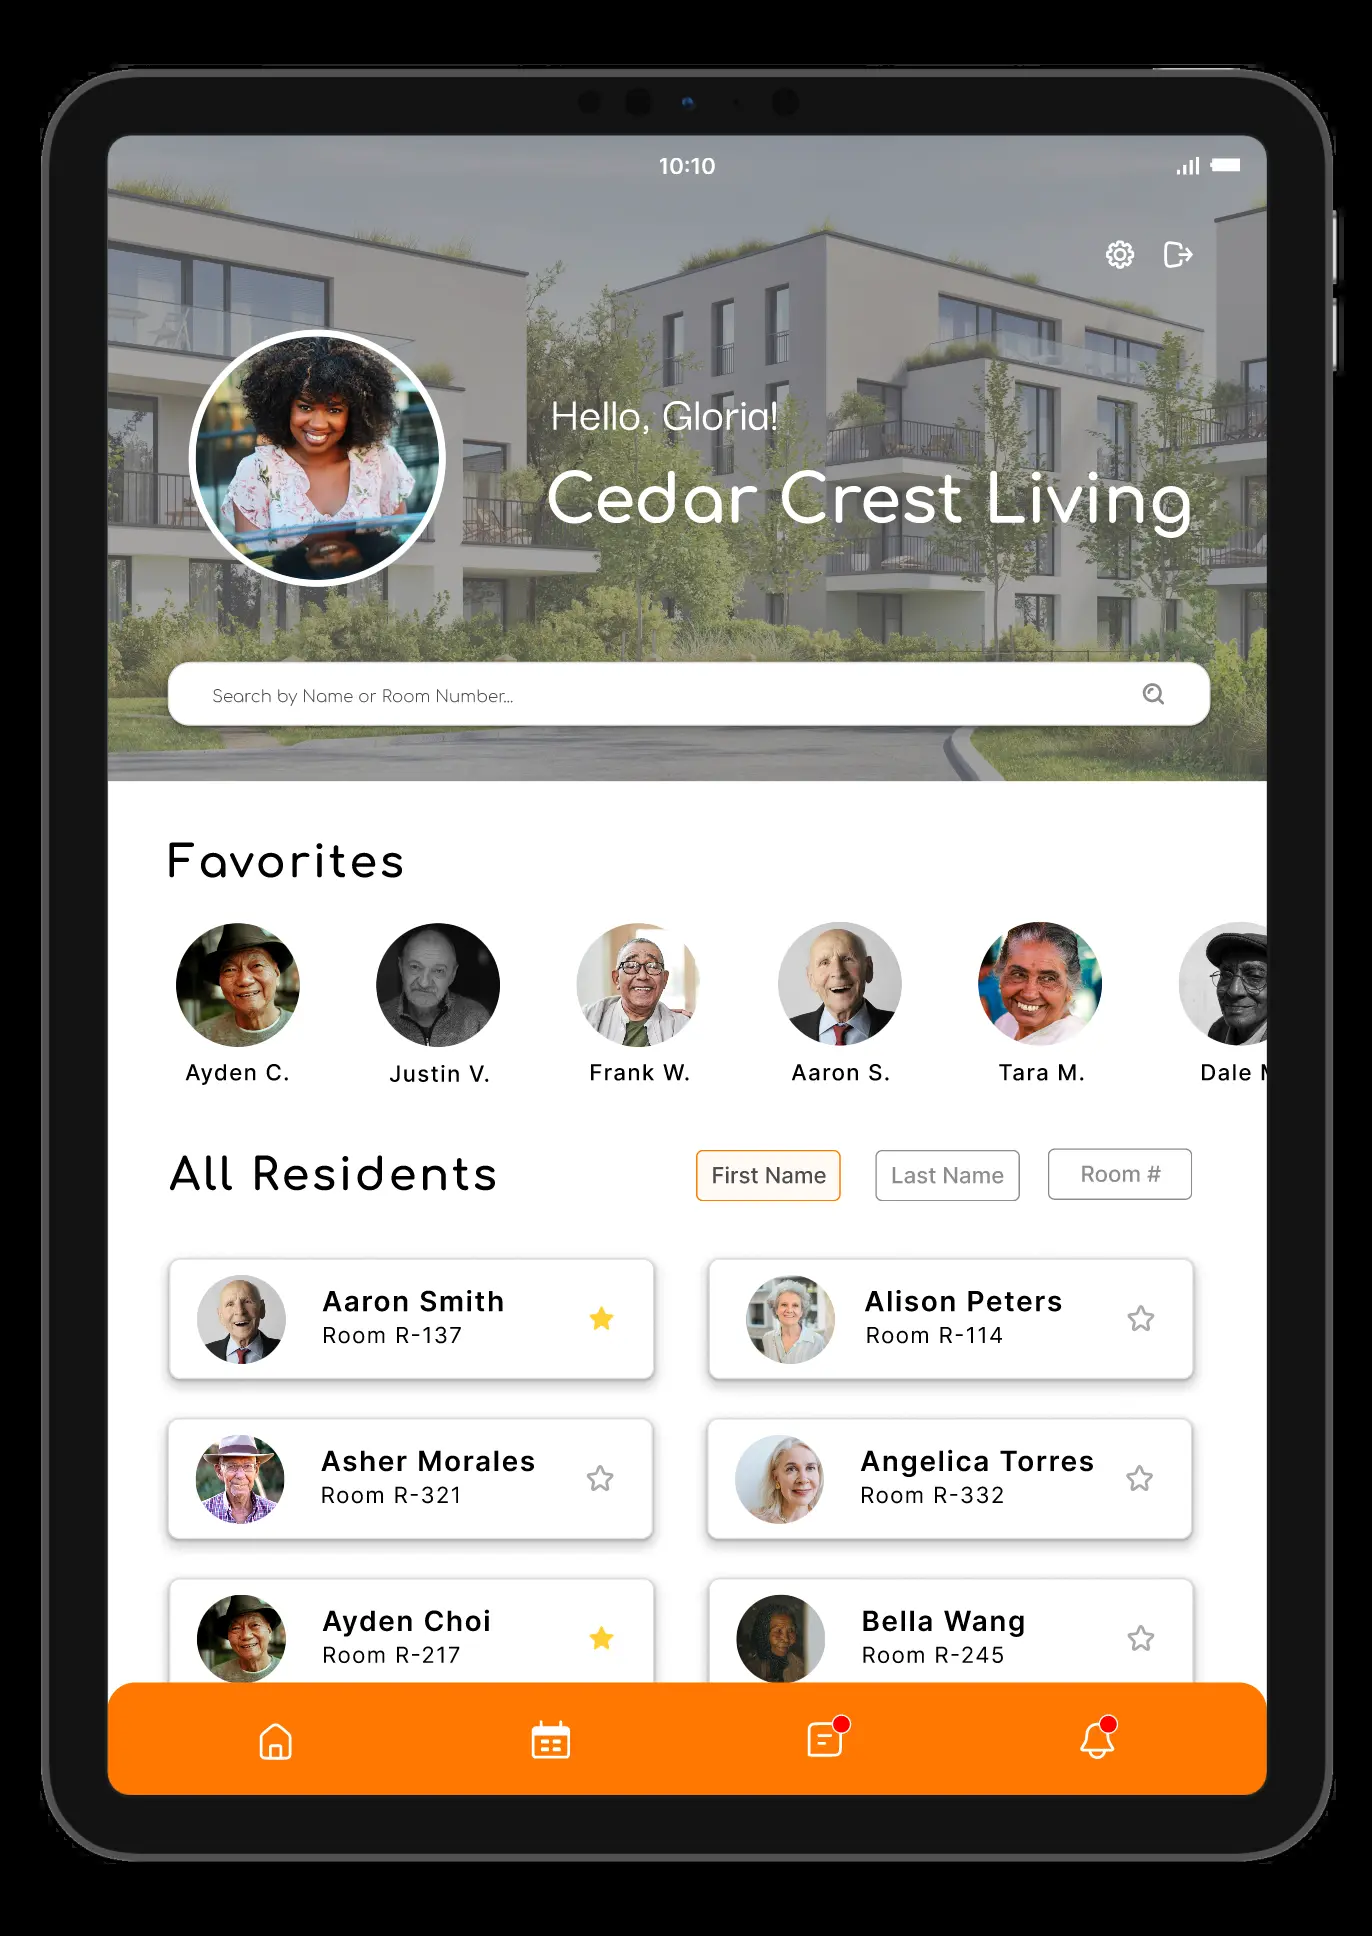 10:10
Hello, Gloria!
Cedar Crest Living
Search by Name or Room Number...
Favorites
Ayden C.
Justin V.
Frank W.
Aaron S.
Tara M.
Dale
All Residents
First Name
Last Name
Room #
Aaron Smith
Room R-137
Alison Peters
Room R-114
Asher Morales
Room R-321
Angelica Torres
Room R-332
Ayden Choi
Room R-217
Bella Wang
Room R-245